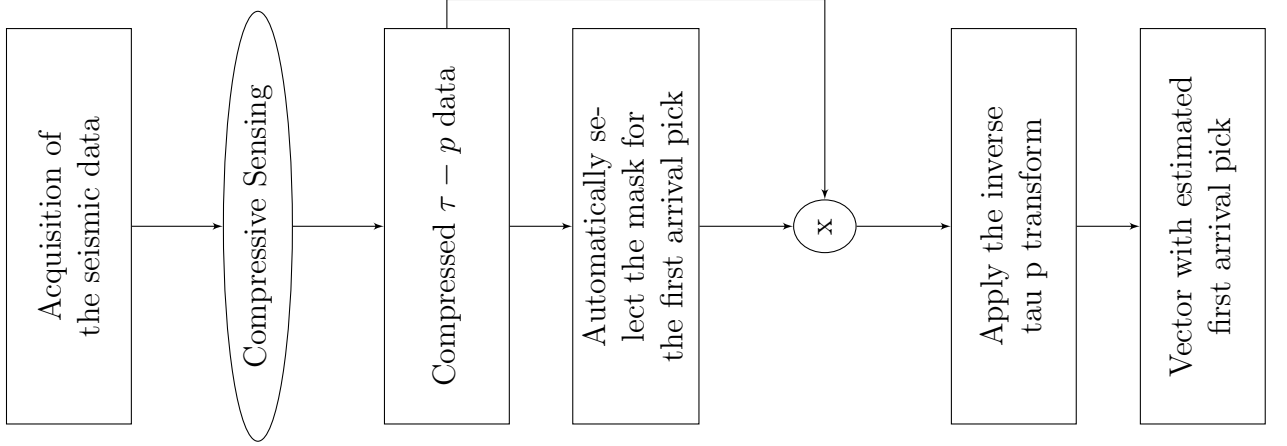 Acquisition of
the seismic data
Compressive Sensing
Compressed τ − p data
Automatically se-
lect the mask for
the first arrival pick
x
Apply the inverse
tau p transform
Vector with estimated
first arrival pick